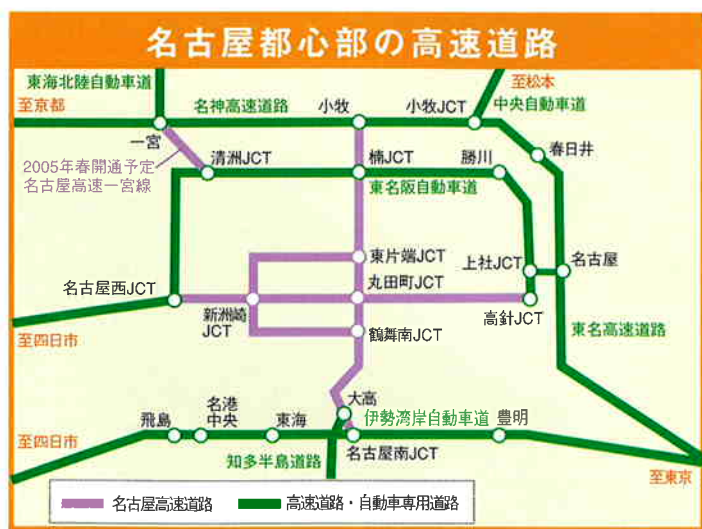 名古屋都心部の高速道路
東海北陸自動車道
至松本
至京都
名神高速道路
小牧
小牧JCT
中央自動車道
一宮
春日井
2005年春開通予定
名古屋高速一宮線
清洲JCT
楠JCT
勝川
東名阪自動車道
東片端JCT
上社JCT
名古屋
名古屋西JCT
丸田町JCT
新洲崎
JCT
高針JCT
鶴舞南JCT
東名高速道路
至四日市
大高
伊勢湾岸自動車道
豊明
飛島
名港
中央
東海
至四日市
知多半島道路
名古屋南JCT
至東京
名古屋高速道路
高速道路・自動車専用道路